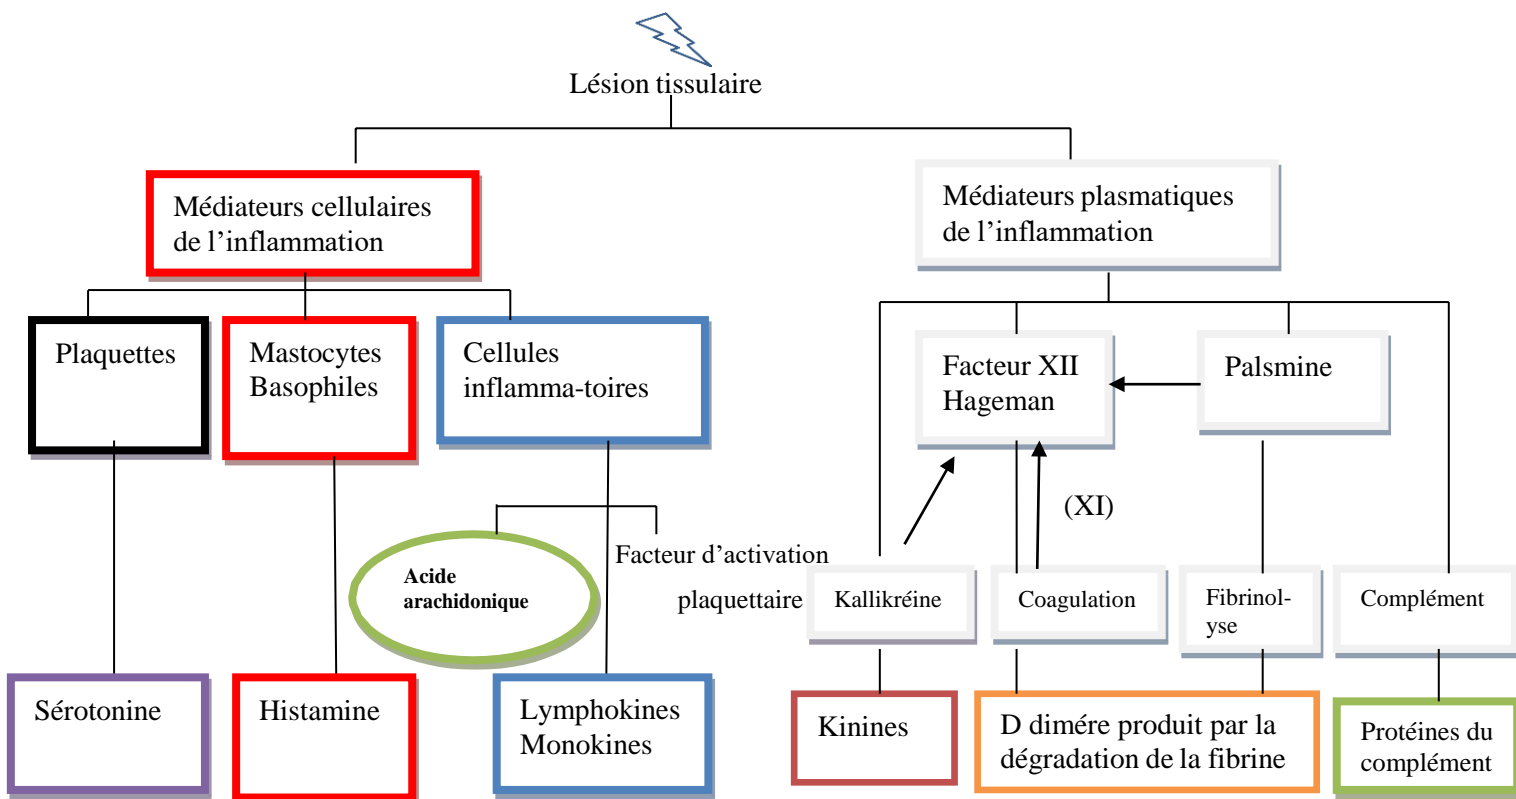 Lésion tissulaire
Médiateurs cellulaires
de l’inflammation
Médiateurs plasmatiques
de l’inflammation
Plaquettes
Mastocytes
Basophiles
Cellules
inflamma-toires
Facteur XII
Hageman
Palsmine
(XI)
Acide
arachidonique
Facteur d’activation
plaquettaire
Kallikréine
Coagulation
Fibrinol-
yse
Complément
Sérotonine
Histamine
Lymphokines
Monokines
Kinines
D dimére produit par la
dégradation de la fibrine
Protéines du
complément